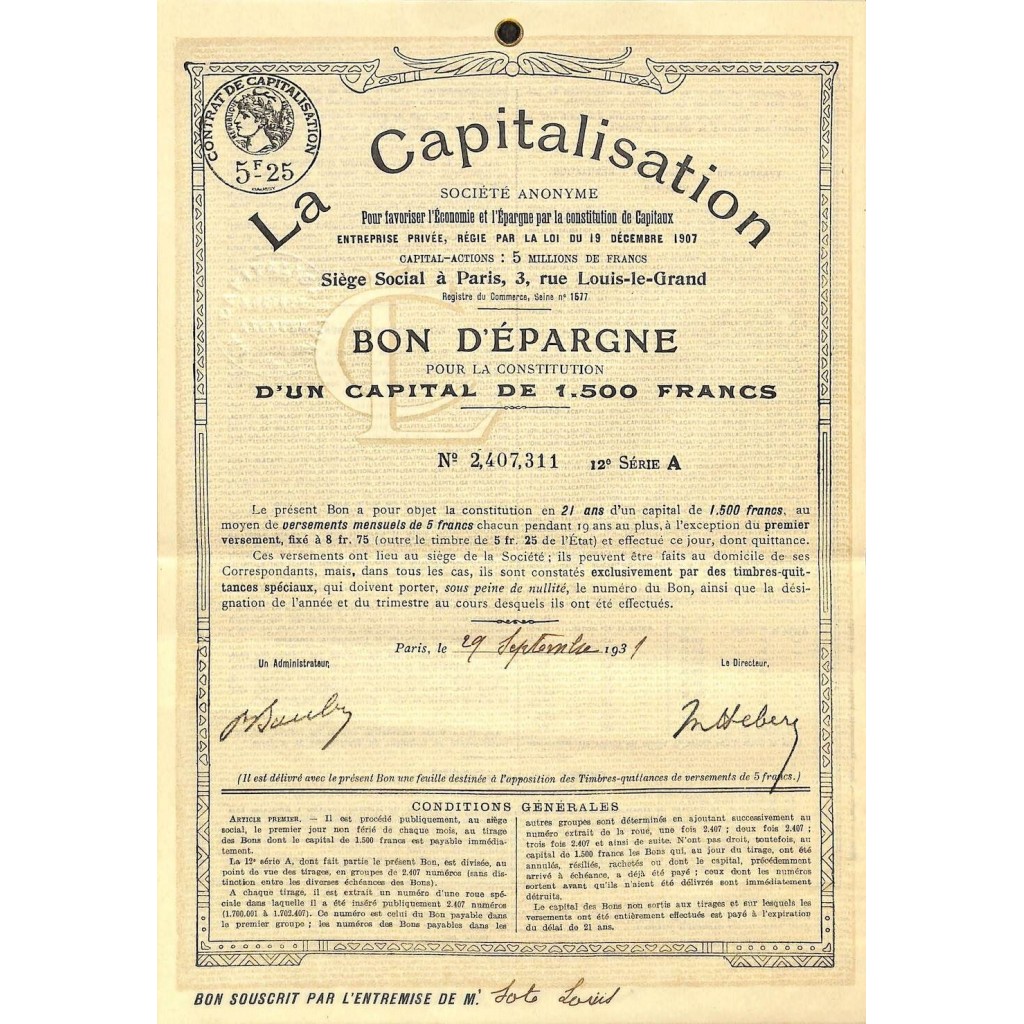 CONTRAT DE CAPITALISATION
RÉPUBLIQUE FRANÇAISE
5F25
La Capitalisation
SOCIÉTÉ ANONYME
Pour favoriser l'Économie et l'Épargne par la constitution de Capitaux
ENTREPRISE PRIVÉE, RÉGIE PAR LA LOI DU 19 DÉCEMBRE 1907
CAPITAL-ACTIONS : 5 MILLIONS DE FRANCS
Siège Social à Paris, 3, rue Louis-le-Grand
Registre du Commerce, Seine nº 1577
CL
BON D'ÉPARGNE
POUR LA CONSTITUTION
D'UN CAPITAL DE 1.500 FRANCS
Nº 2,407,311 12º SÉRIE A
Le présent Bon a pour objet la constitution en 21 ans d'un capital de 1.500 francs, au
moyen de versements mensuels de 5 francs chacun pendant 19 ans au plus, à l'exception du premier
versement, fixé à 8 fr. 75 (outre le timbre de 5 fr. 25 de l'État) et effectué ce jour, dont quittance.
Ces versements ont lieu au siège de la Société ; ils peuvent être faits au domicile de ses
Correspondants, mais, dans tous les cas, ils sont constatés exclusivement par des timbres-quit-
tances spéciaux, qui doivent porter, sous peine de nullité, le numéro du Bon, ainsi que la dési-
gnation de l'année et du trimestre au cours desquels ils ont été effectués.
Paris, le 29 Septembre 1931
Un Administrateur,
Le Directeur,
(Il est délivré avec le présent Bon une feuille destinée à l'apposition des Timbres-quittances de versements de 5 francs.)
CONDITIONS GÉNÉRALES
ARTICLE PREMIER. — Il est procédé publiquement, au siège
social, le premier jour non férié de chaque mois, au tirage
des Bons dont le capital de 1.500 francs est payable immédia-
tement.
La 12e série A, dont fait partie le présent Bon, est divisée, au
point de vue des tirages, en groupes de 2.407 numéros (sans dis-
tinction entre les diverses échéances des Bons).
A chaque tirage, il est extrait un numéro d'une roue spé-
ciale dans laquelle il a été inséré publiquement 2.407 numéros
(1.700.001 à 1.702.407). Ce numéro est celui du Bon payable dans
le premier groupe ; les numéros des Bons payables dans les
autres groupes sont déterminés en ajoutant successivement au
numéro extrait de la roue, une fois 2.407 ; deux fois 2.407 ;
trois fois 2.407 et ainsi de suite. N'ont pas droit, toutefois, au
capital de 1.500 francs les Bons qui, au jour du tirage, ont été
annulés, résiliés, rachetés ou dont le capital, précédemment
arrivé à échéance, a déjà été payé ; ceux dont les numéros
sortent avant qu'ils n'aient été délivrés sont immédiatement
détruits.
Le capital des Bons non sortis aux tirages et sur lesquels les
versements ont été entièrement effectués est payé à l'expiration
du délai de 21 ans.
BON SOUSCRIT PAR L'ENTREMISE DE M. Soto Louis